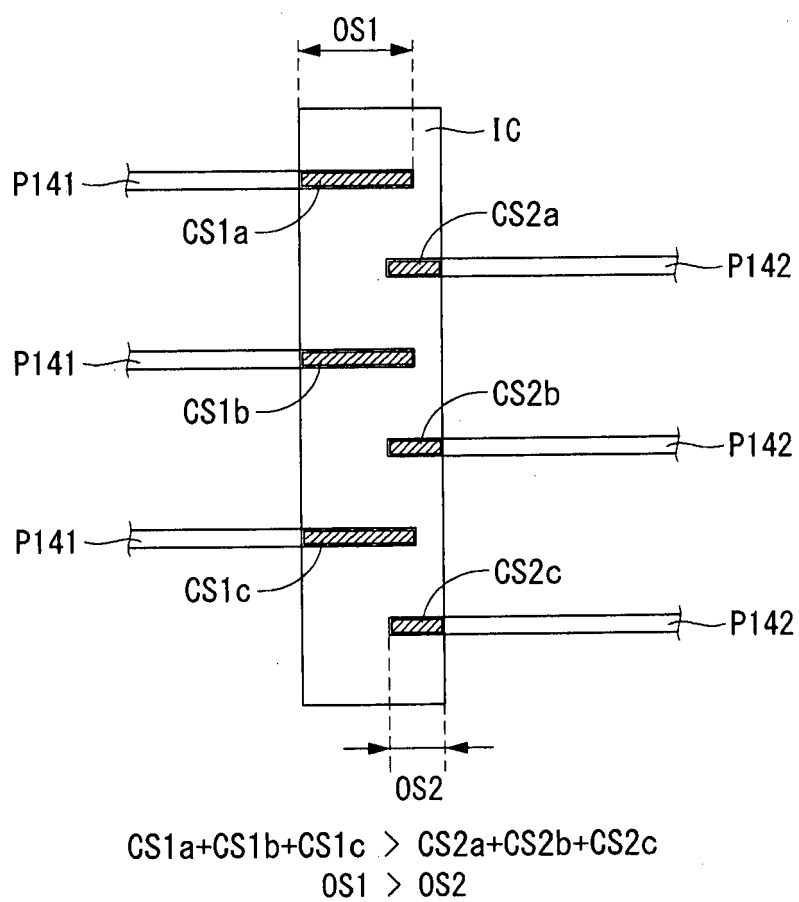 OS1
IC
P141
CS1a
CS2a
P142
P141
CS1b
CS2b
P142
P141
CS1c
CS2c
P142
OS2
CS1a+CS1b+CS1c > CS2a+CS2b+CS2c
OS1 > OS2